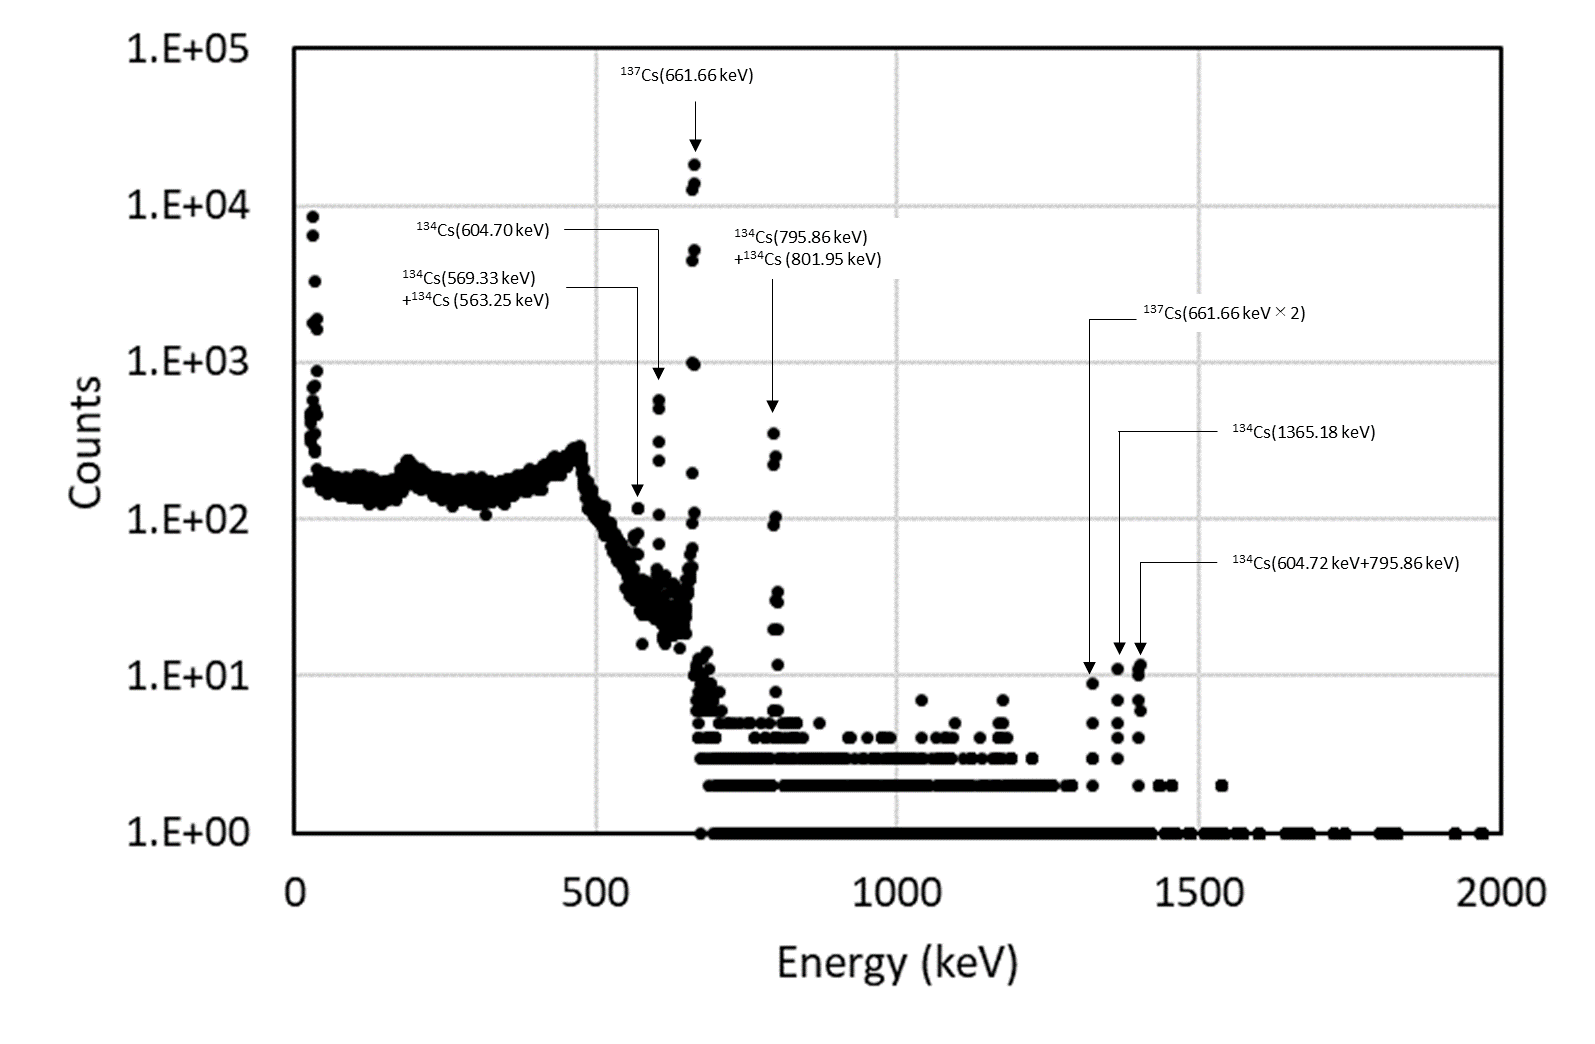 1.E+05
1.E+04
1.E+03
1.E+02
1.E+01
1.E+00
Counts
¹³⁷Cs(661.66 keV)
¹³⁴Cs(604.70 keV)
¹³⁴Cs(569.33 keV)
+¹³⁴Cs (563.25 keV)
¹³⁴Cs(795.86 keV)
+¹³⁴Cs (801.95 keV)
¹³⁷Cs(661.66 keV×2)
¹³⁴Cs(1365.18 keV)
¹³⁴Cs(604.72 keV+795.86 keV)
0 500 1000 1500 2000
Energy (keV)